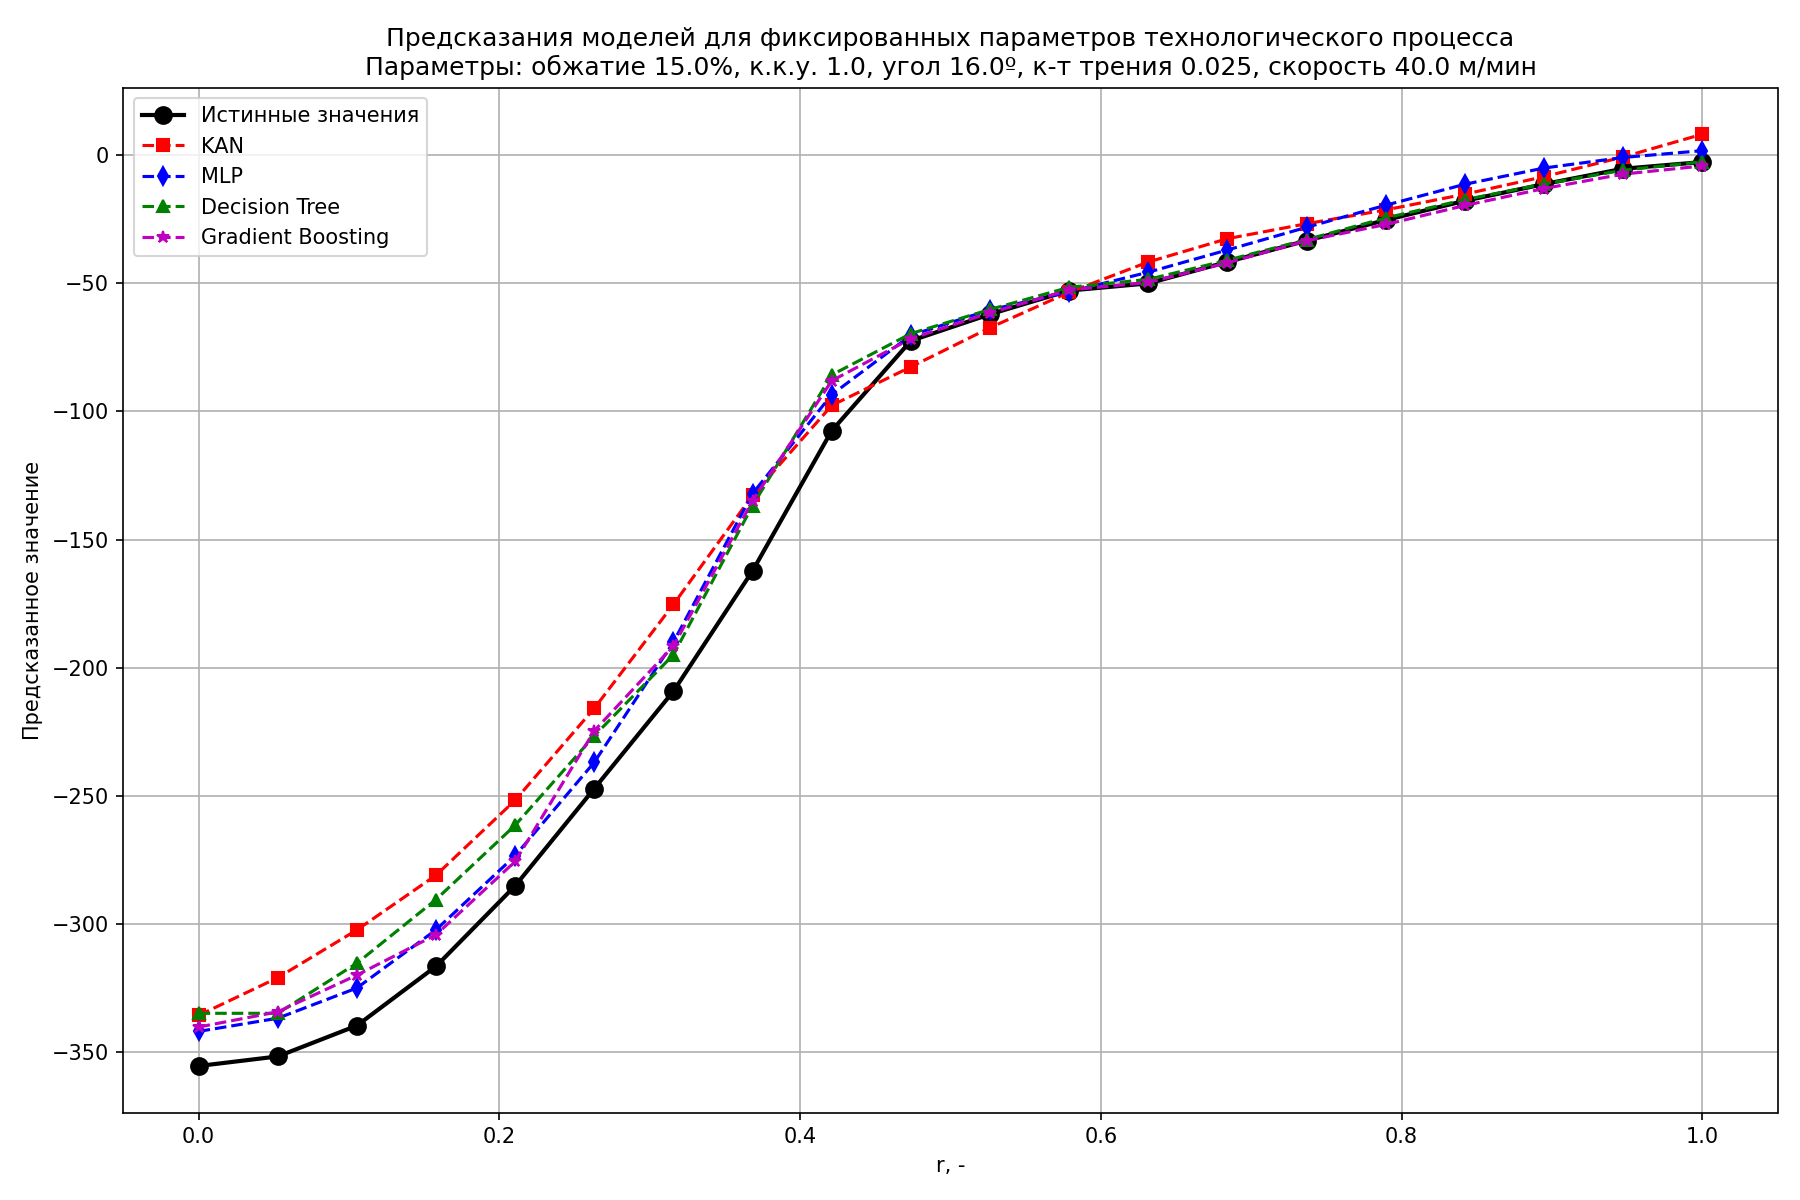 Предсказания моделей для фиксированных параметров технологического процесса
Параметры: обжатие 15.0%, к.к.у. 1.0, угол 16.0º, к-т трения 0.025, скорость 40.0 м/мин
Истинные значения
KAN
MLP
Decision Tree
Gradient Boosting
Предсказанное значение
0
−50
−100
−150
−200
−250
−300
−350
0.0
0.2
0.4
0.6
0.8
1.0
r, -